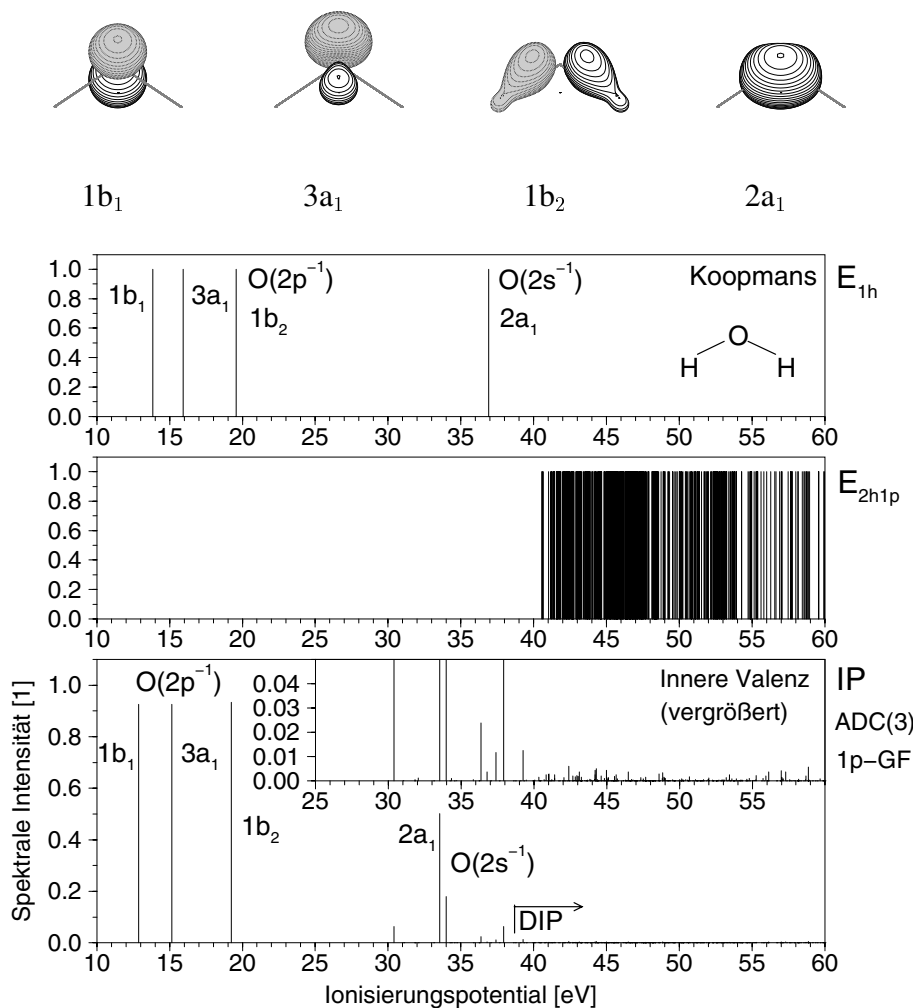 1b₁ 3a₁ 1b₂ 2a₁
1.0 0.8 0.6 0.4 0.2 0.0
1b₁ 3a₁ O(2p⁻¹) O(2s⁻¹) Koopmans E₁ₕ
1b₂ 2a₁
O
H H
10 15 20 25 30 35 40 45 50 55 60
1.0 0.8 0.6 0.4 0.2 0.0
E₂ₕ₁ₚ
10 15 20 25 30 35 40 45 50 55 60
Spektrale Intensität [1]
1.0 0.8 0.6 0.4 0.2 0.0
O(2p⁻¹)
1b₁ 3a₁
1b₂
0.04 0.03 0.02 0.01 0.00
Innere Valenz
(vergrößert)
25 30 35 40 45 50 55 60
IP
ADC(3)
1p−GF
2a₁
O(2s⁻¹)
DIP
10 15 20 25 30 35 40 45 50 55 60
Ionisierungspotential [eV]